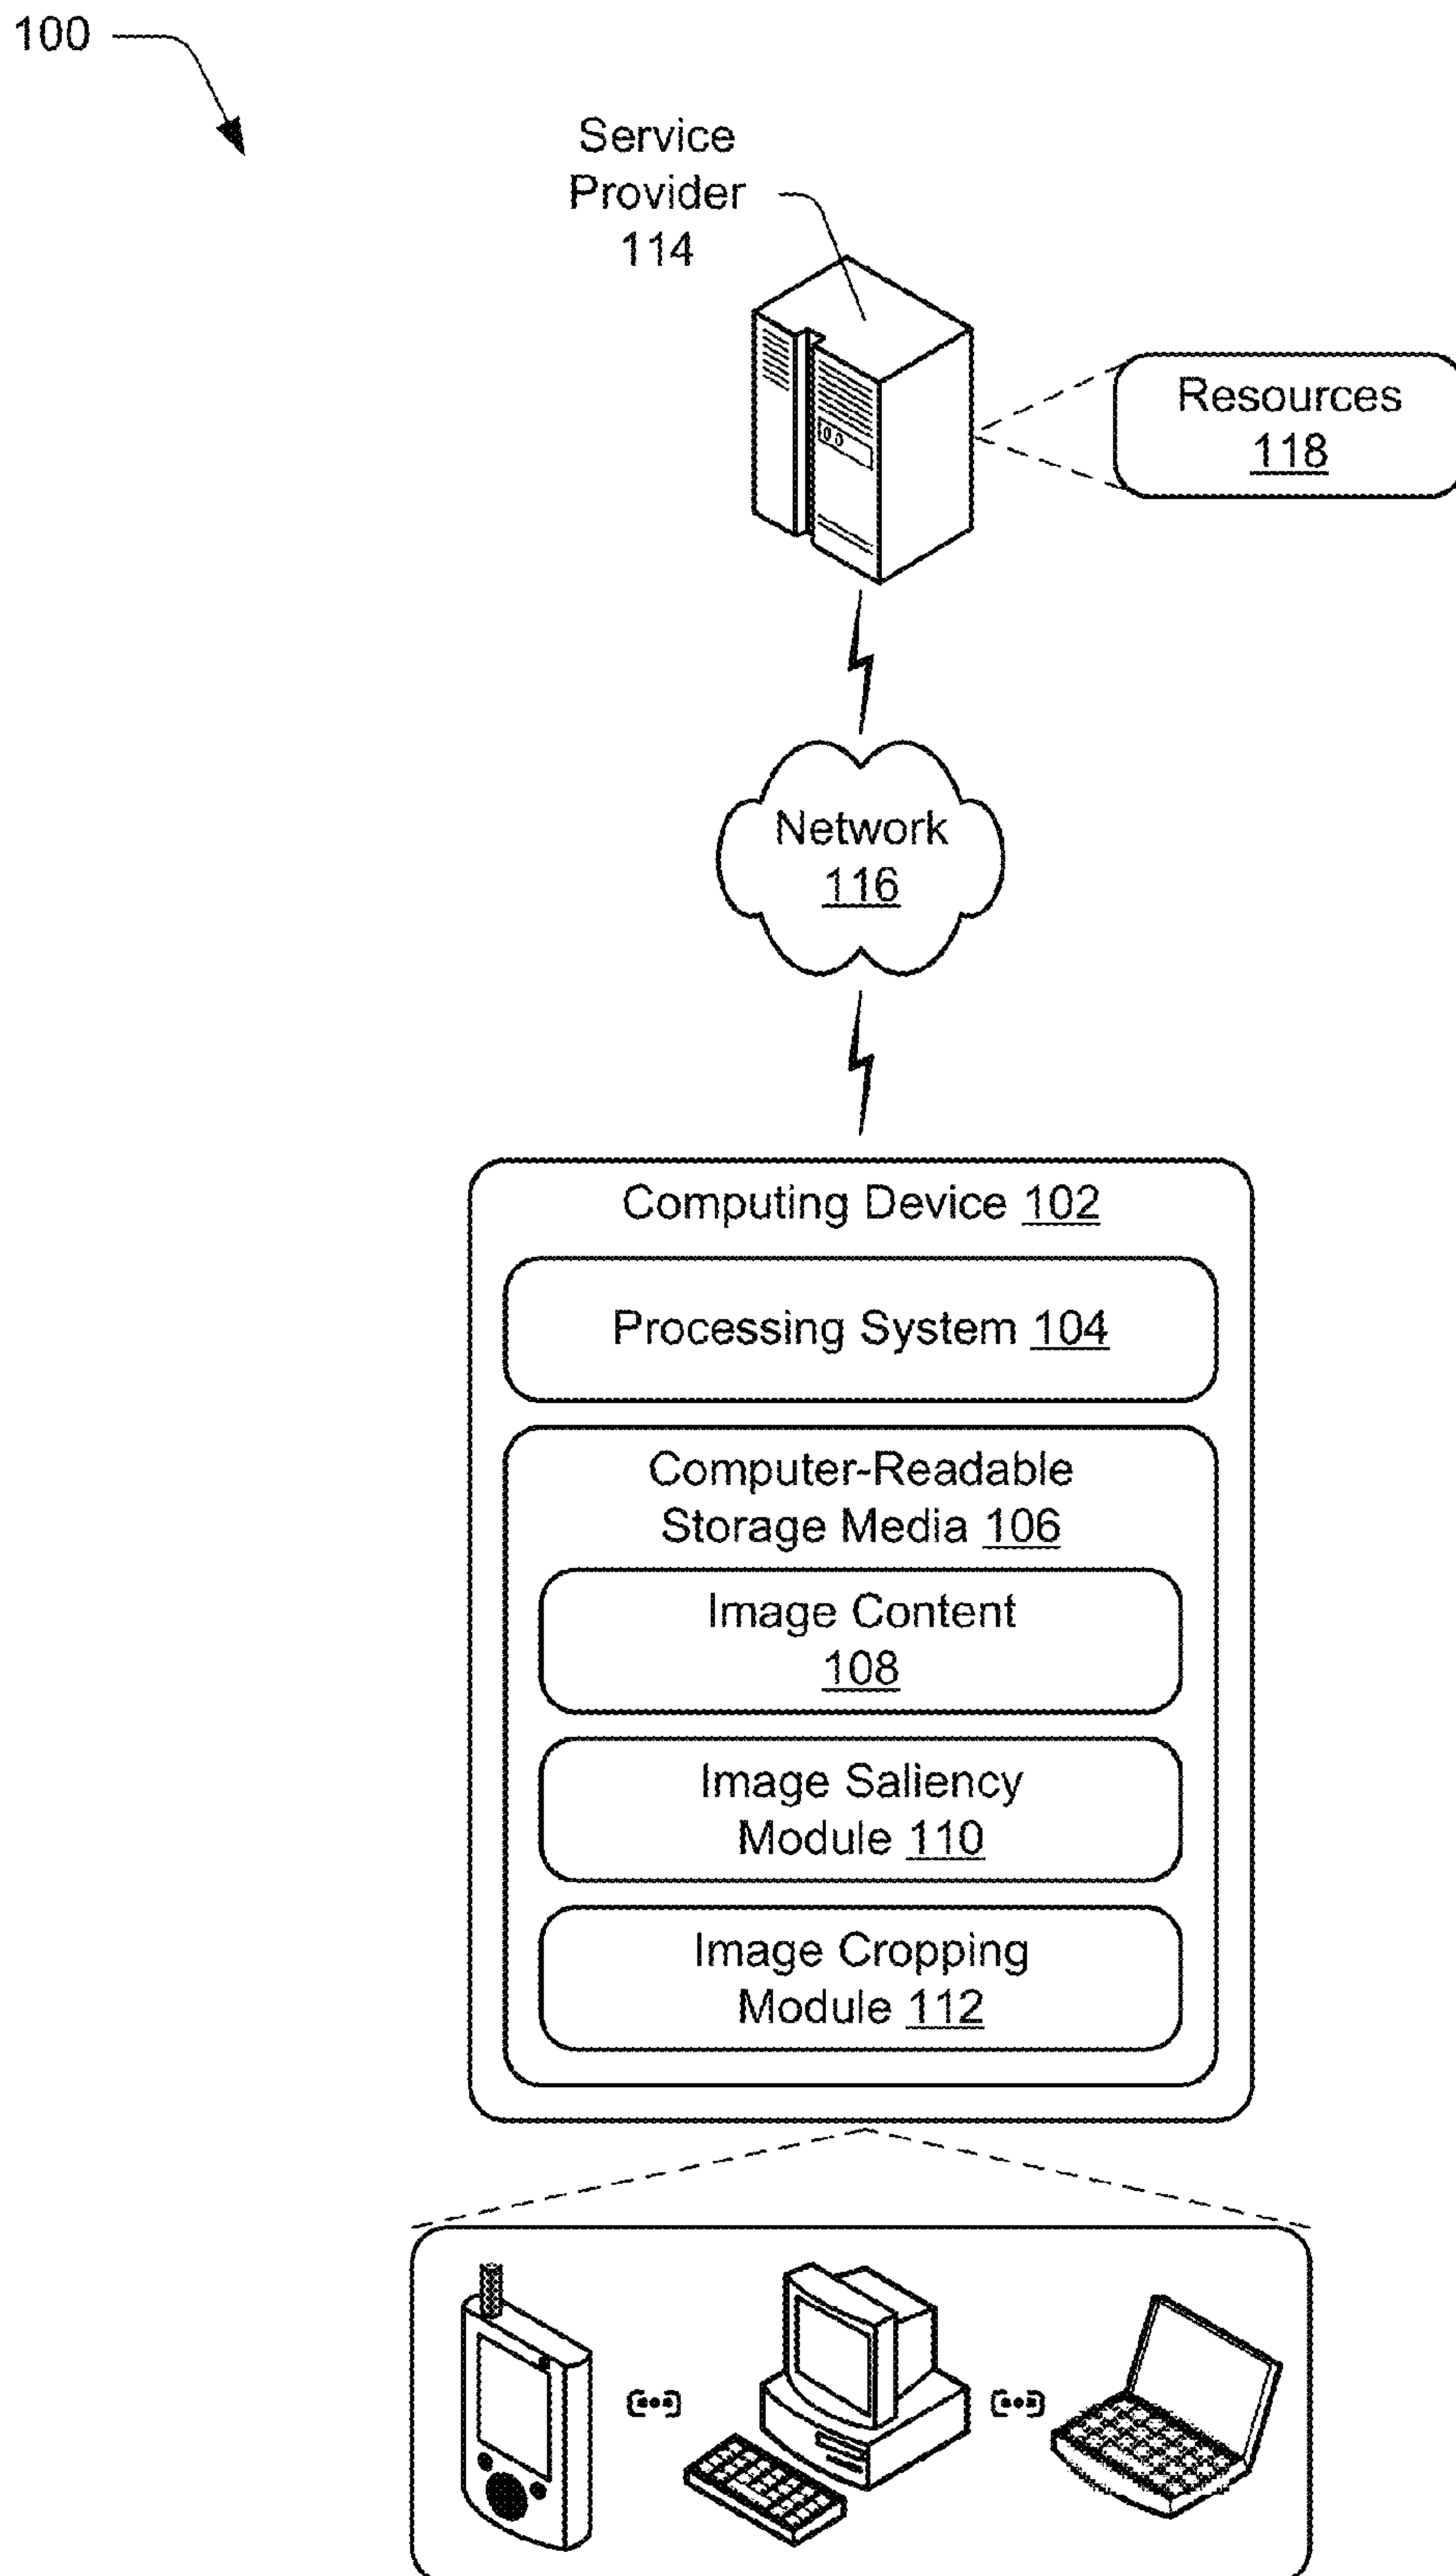 100
Service
Provider
114
Resources
118
Network
116
Computing Device 102
Processing System 104
Computer-Readable
Storage Media 106
Image Content
108
Image Saliency
Module 110
Image Cropping
Module 112